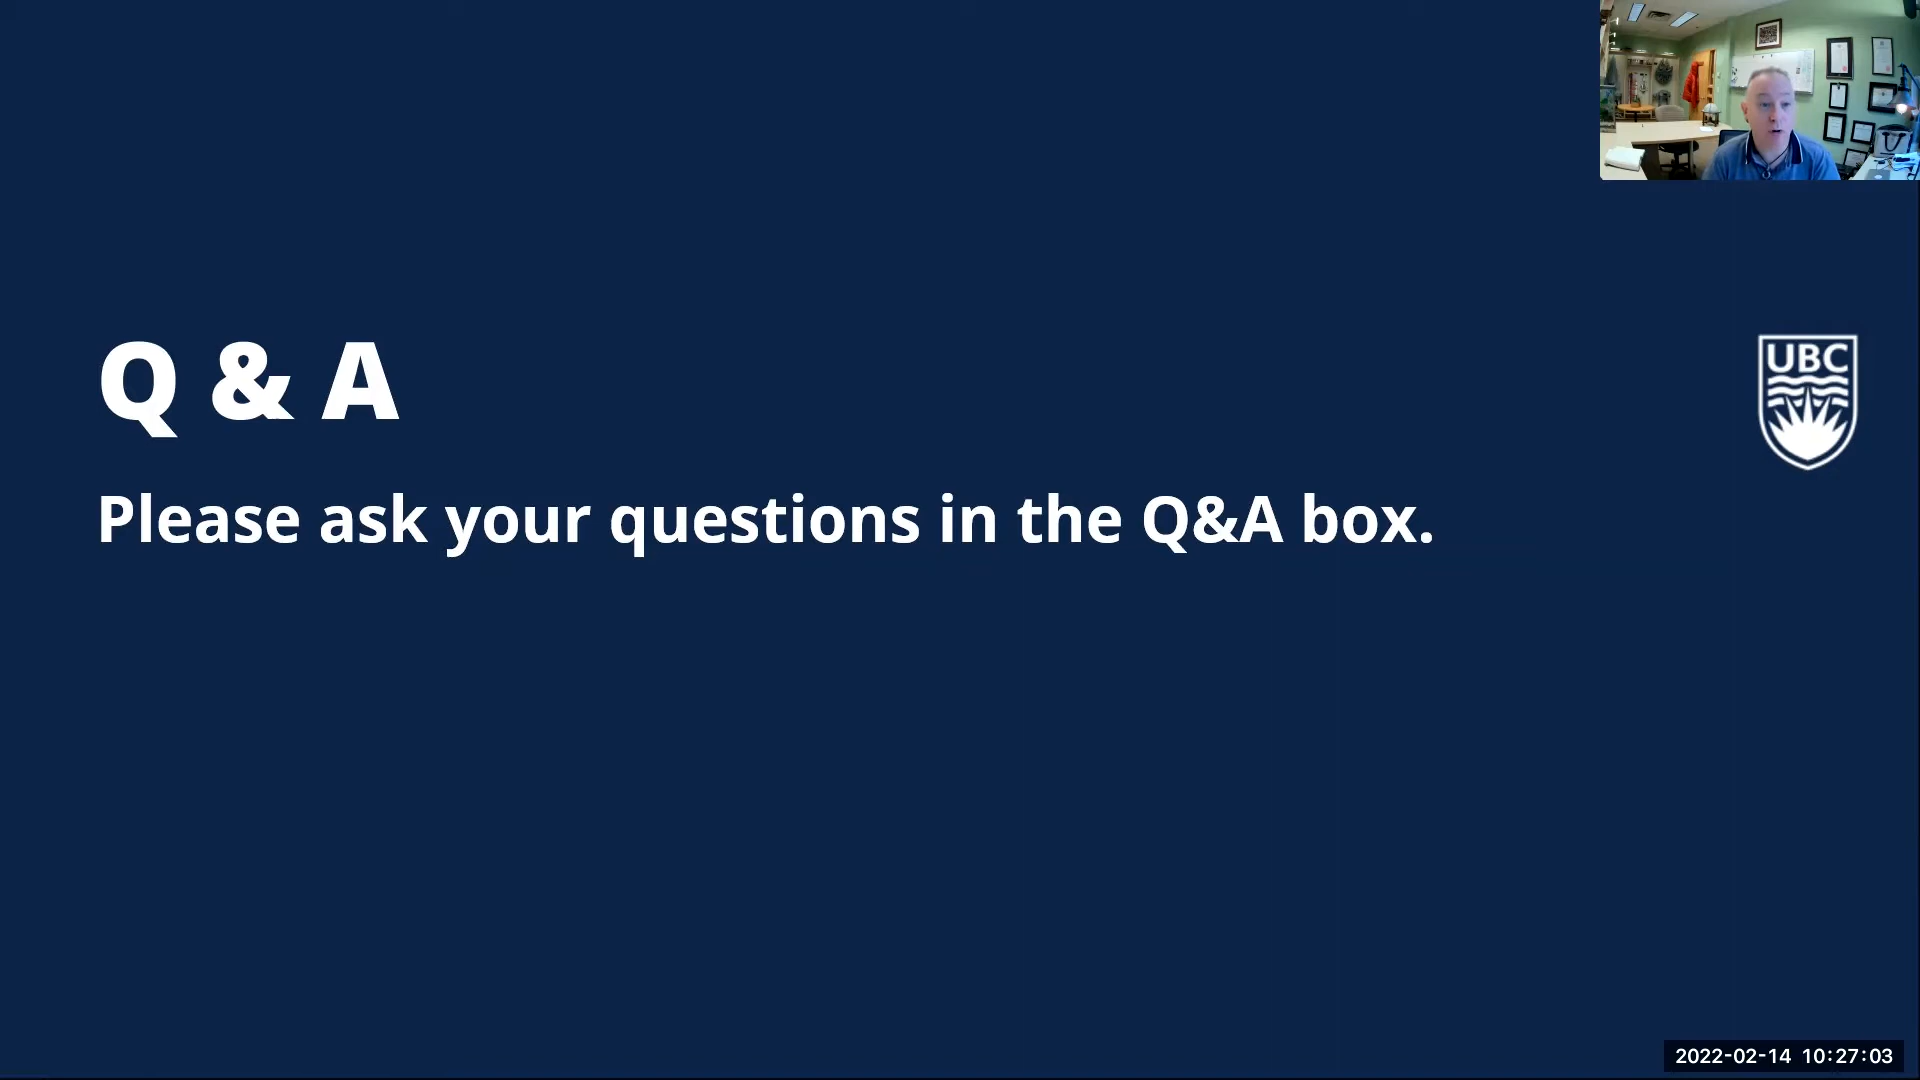 Q & A
UBC
Please ask your questions in the Q&A box.
2022-02-14 10:27:03